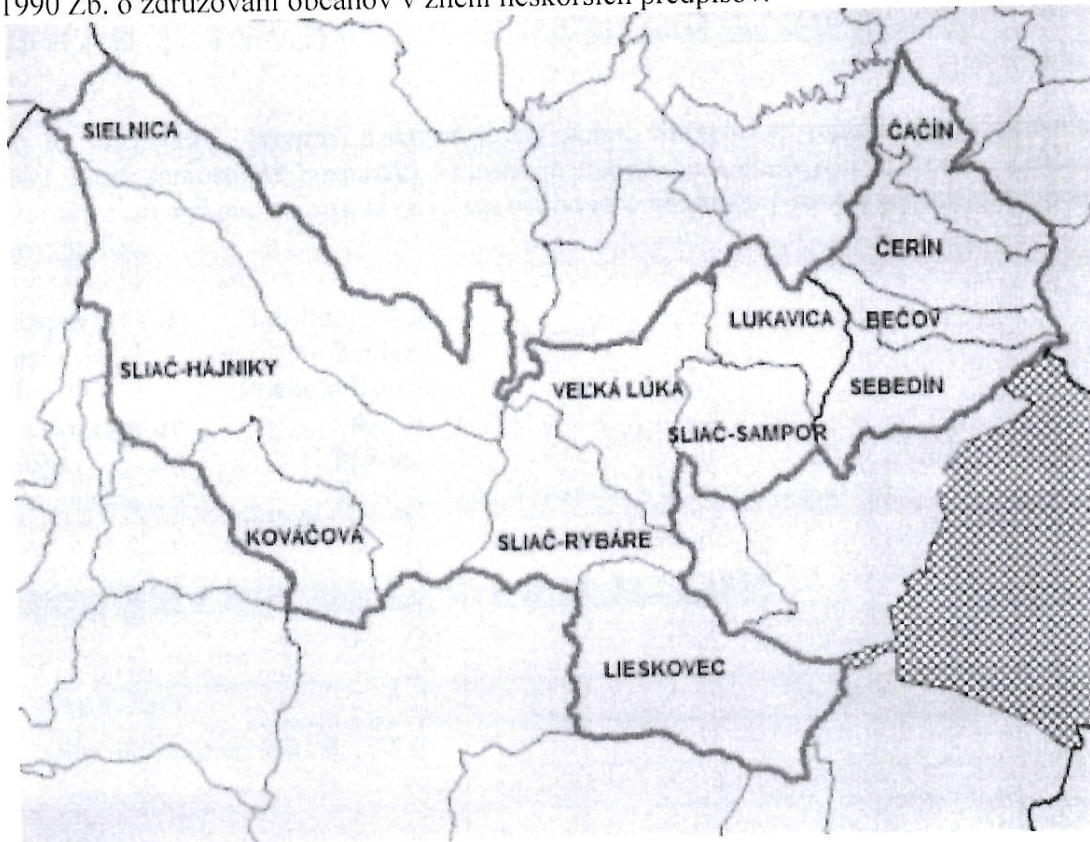 1990 Zb. o združovaní občanov v znení neskorších predpisov.
SIELNICA
ČAČÍN
ČERÍN
LUKAVICA
BEČOV
SLIAČ-HÁJNIKY
VEĽKÁ LÚKA
SEBEDÍN
SLIAČ-SAMPOR
KOVÁČOVÁ
SLIAČ-RYBÁRE
LIESKOVEC